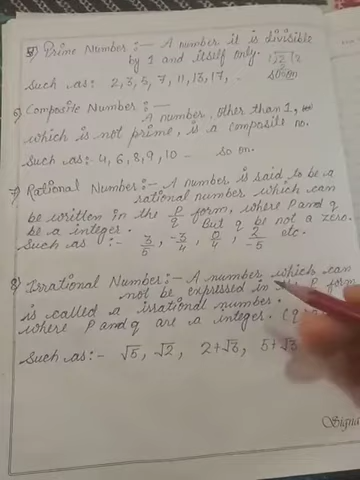 5) Prime Number :- A number it is divisible
by 1 and itself only.
Such as: 2, 3, 5, 7, 11, 13, 17, .. so on
6) Composite Number :-
A number, other than 1,
which is not prime, is a composite no.
Such as:- 4, 6, 8, 9, 10 - so on.
7) Rational Number :- A number is said to be a
rational number which can
be written in the p/q form, where P and q
be a integer. But q be not a zero.
Such as :- 3/5, -3/4, 0/4, 2/-5 etc.
8) Irrational Number :- A number which can
not be expressed in the P form
is called a irrational number.
where P and q are a integer. (q
Such as:- √5, √2, 2+√3, 5+√3
Signa